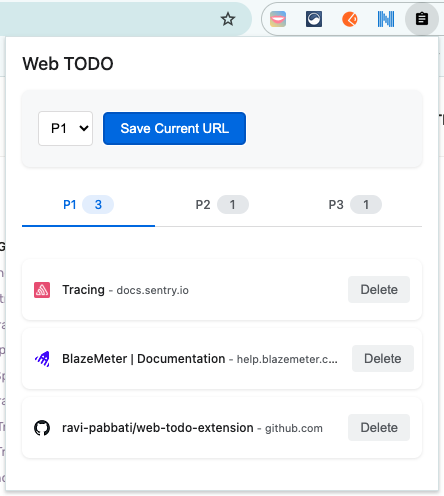 Web TODO
P1 Save Current URL
P1 3 P2 1 P3 1
Tracing - docs.sentry.io Delete
BlazeMeter | Documentation - help.blazemeter.c... Delete
ravi-pabbati/web-todo-extension - github.com Delete